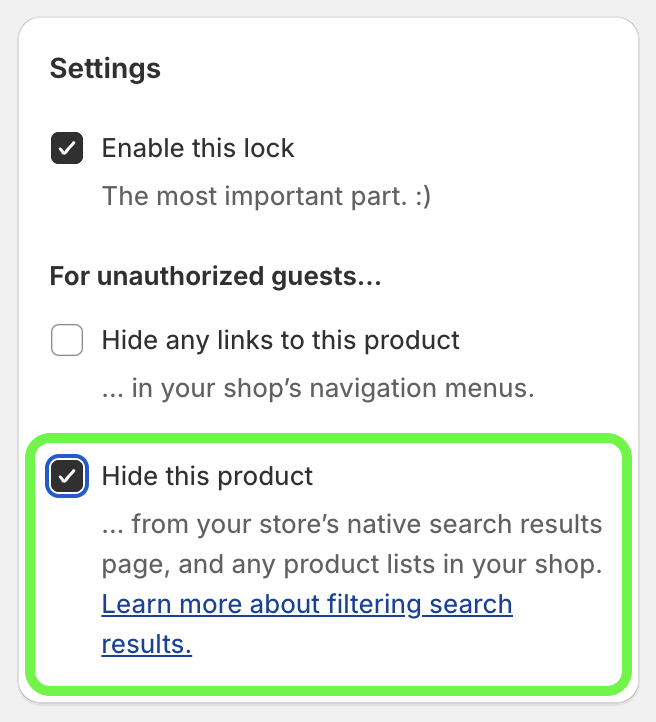 Settings
Enable this lock
The most important part. :)
For unauthorized guests...
Hide any links to this product
... in your shop’s navigation menus.
Hide this product
... from your store’s native search results
page, and any product lists in your shop.
Learn more about filtering search
results.